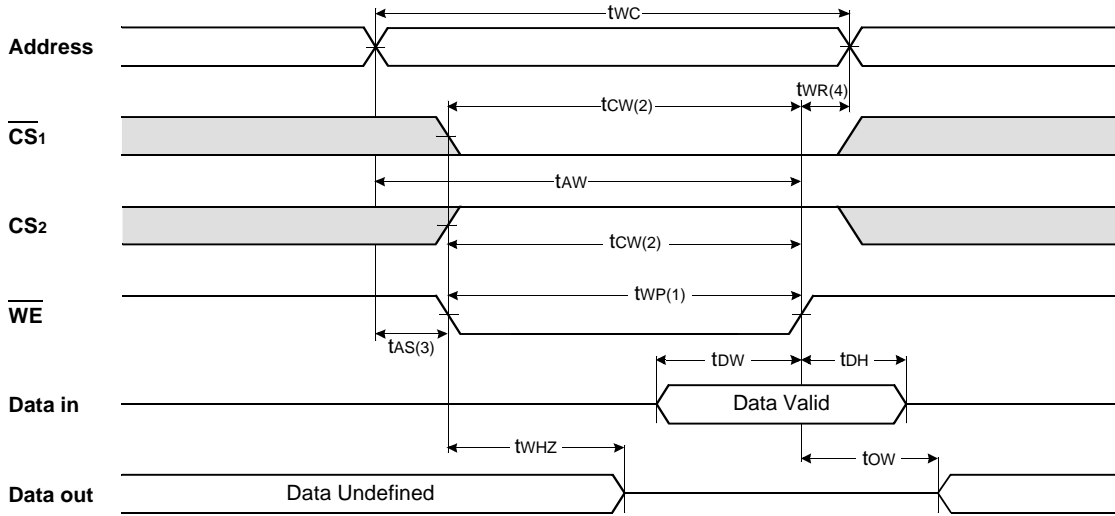 tWC
Address
tCW(2) tWR(4)
CS1
tAW
CS2
tCW(2)
tWP(1)
WE
tAS(3)
tDW tDH
Data in Data Valid
tWHZ tOW
Data out Data Undefined